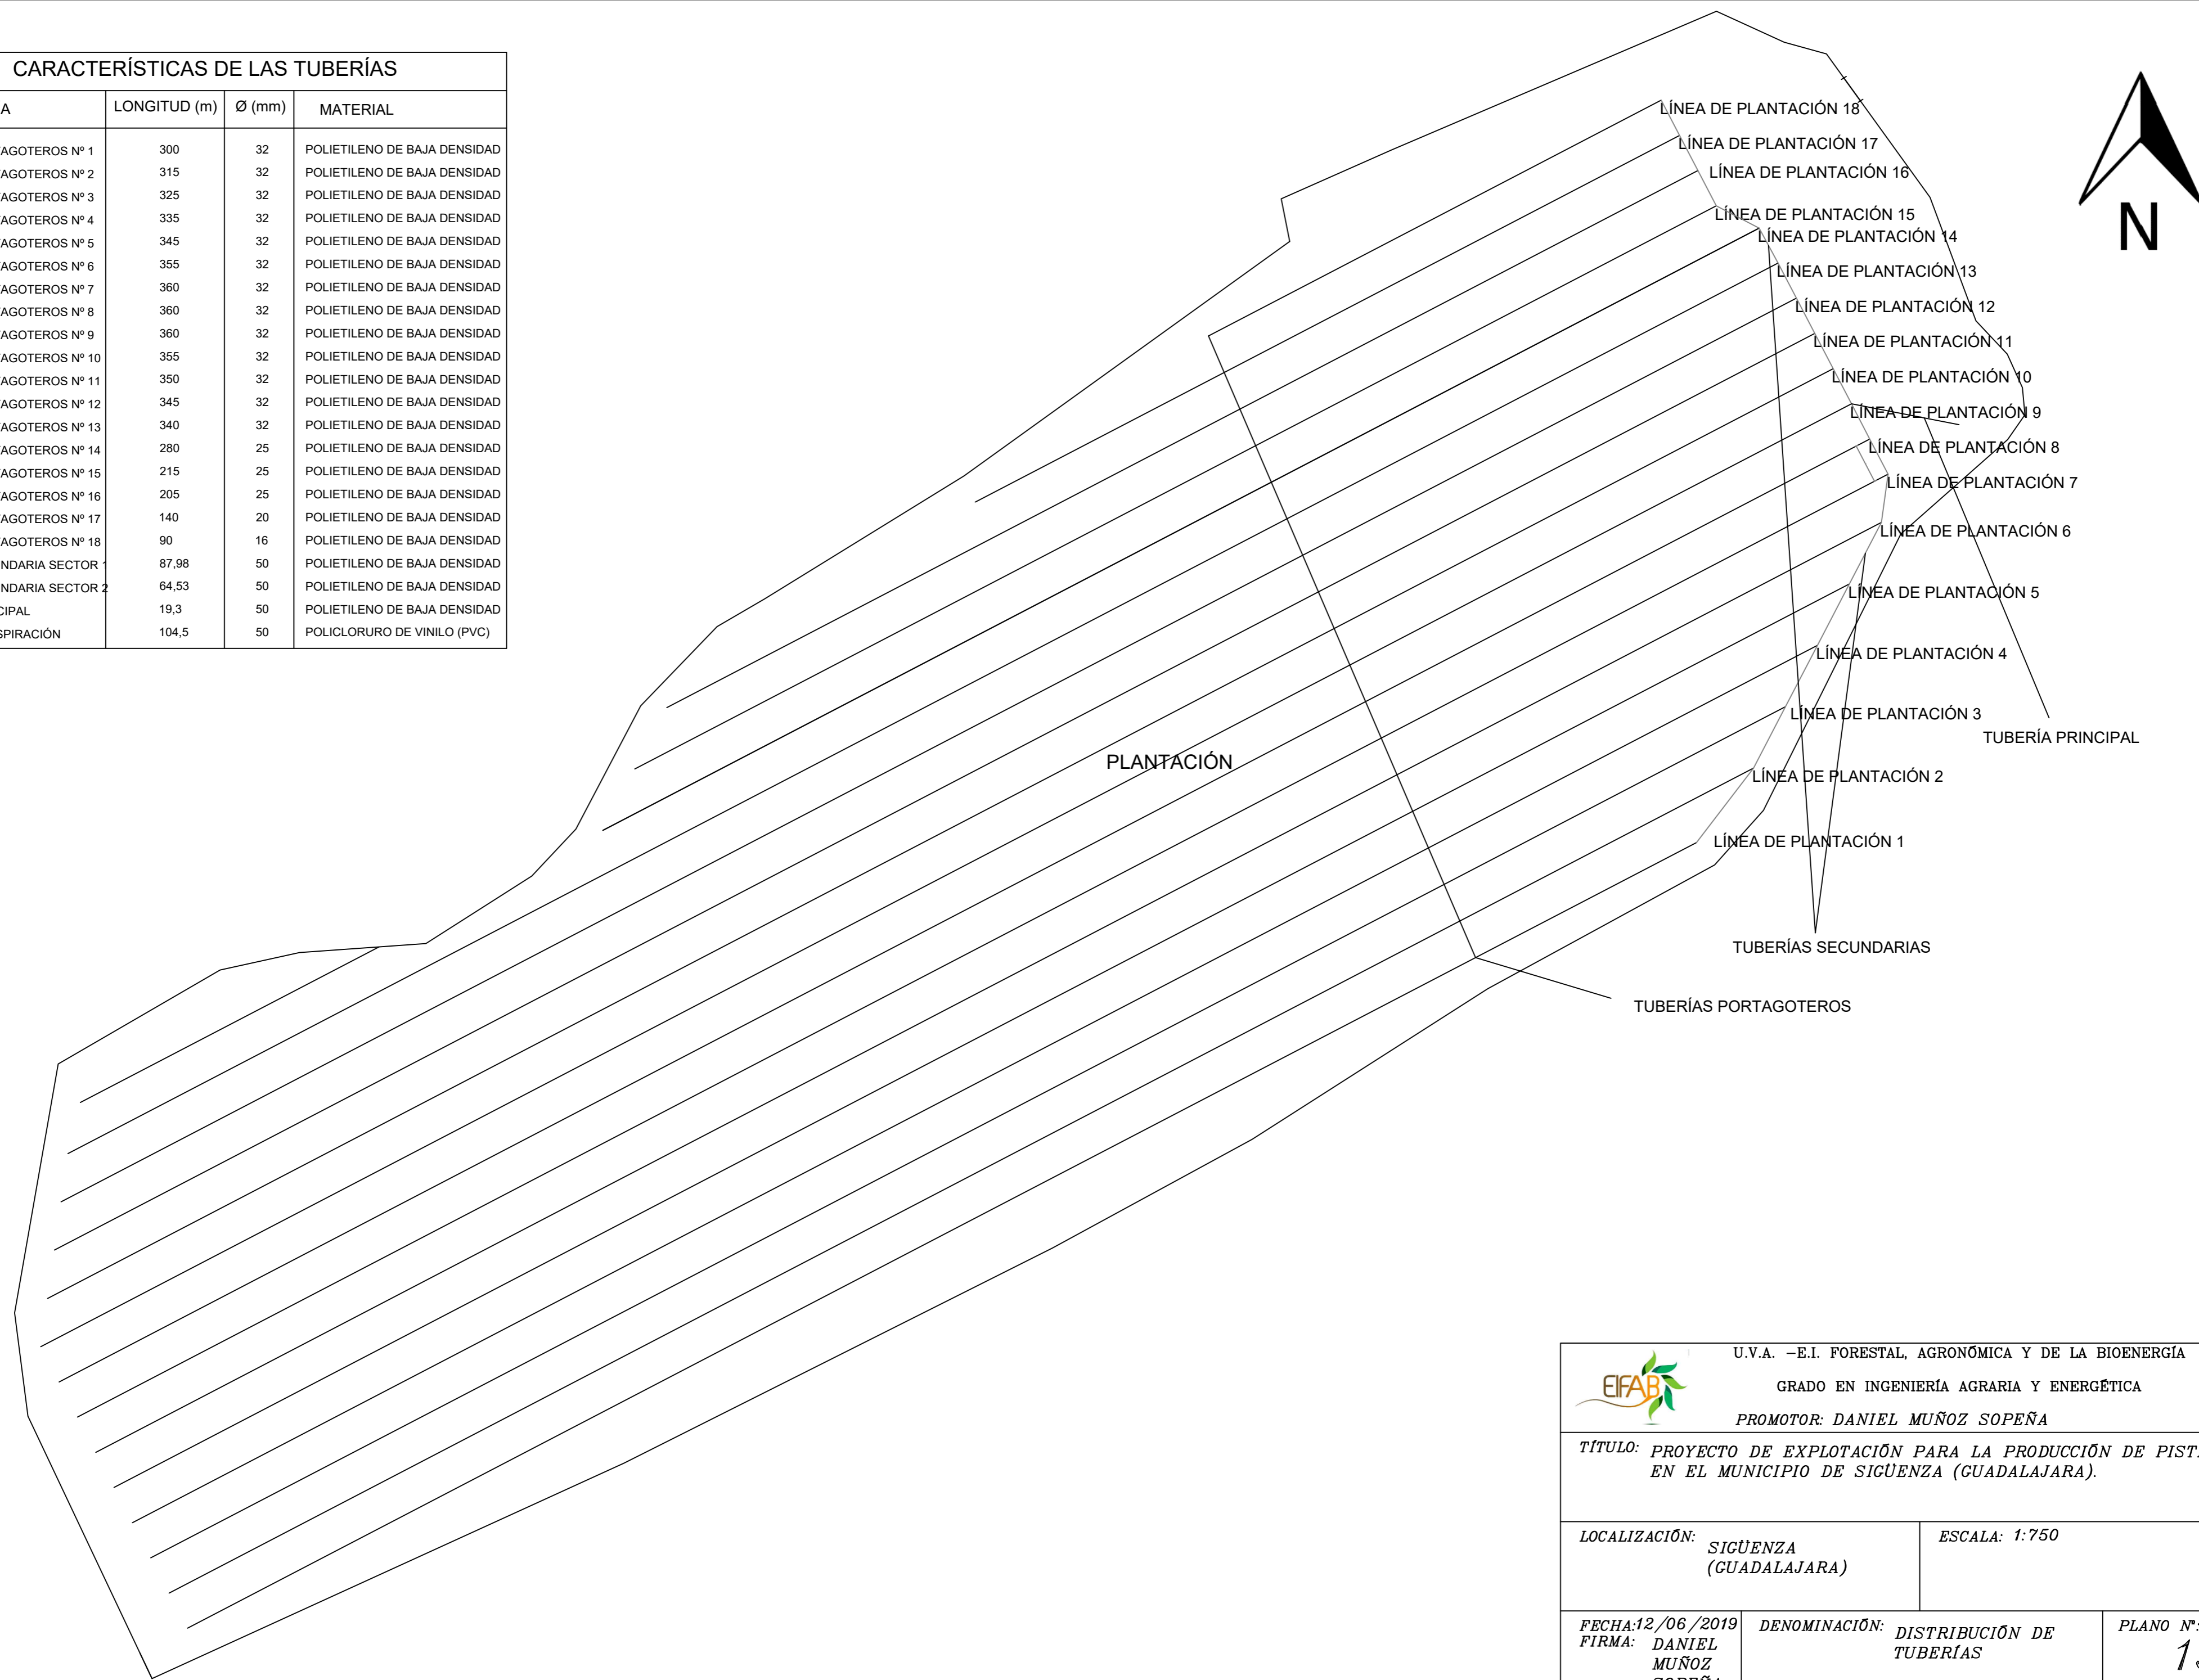 CARACTERÍSTICAS DE LAS TUBERÍAS
A LONGITUD (m) Ø (mm) MATERIAL
AGOTEROS Nº 1 300 32 POLIETILENO DE BAJA DENSIDAD
AGOTEROS Nº 2 315 32 POLIETILENO DE BAJA DENSIDAD
AGOTEROS Nº 3 325 32 POLIETILENO DE BAJA DENSIDAD
AGOTEROS Nº 4 335 32 POLIETILENO DE BAJA DENSIDAD
AGOTEROS Nº 5 345 32 POLIETILENO DE BAJA DENSIDAD
AGOTEROS Nº 6 355 32 POLIETILENO DE BAJA DENSIDAD
AGOTEROS Nº 7 360 32 POLIETILENO DE BAJA DENSIDAD
AGOTEROS Nº 8 360 32 POLIETILENO DE BAJA DENSIDAD
AGOTEROS Nº 9 360 32 POLIETILENO DE BAJA DENSIDAD
AGOTEROS Nº 10 355 32 POLIETILENO DE BAJA DENSIDAD
AGOTEROS Nº 11 350 32 POLIETILENO DE BAJA DENSIDAD
AGOTEROS Nº 12 345 32 POLIETILENO DE BAJA DENSIDAD
AGOTEROS Nº 13 340 32 POLIETILENO DE BAJA DENSIDAD
AGOTEROS Nº 14 280 25 POLIETILENO DE BAJA DENSIDAD
AGOTEROS Nº 15 215 25 POLIETILENO DE BAJA DENSIDAD
AGOTEROS Nº 16 205 25 POLIETILENO DE BAJA DENSIDAD
AGOTEROS Nº 17 140 20 POLIETILENO DE BAJA DENSIDAD
AGOTEROS Nº 18 90 16 POLIETILENO DE BAJA DENSIDAD
NDARIA SECTOR 1 87,98 50 POLIETILENO DE BAJA DENSIDAD
NDARIA SECTOR 2 64,53 50 POLIETILENO DE BAJA DENSIDAD
CIPAL 19,3 50 POLIETILENO DE BAJA DENSIDAD
SPIRACIÓN 104,5 50 POLICLORURO DE VINILO (PVC)
LÍNEA DE PLANTACIÓN 18
LÍNEA DE PLANTACIÓN 17
LÍNEA DE PLANTACIÓN 16
LÍNEA DE PLANTACIÓN 15
LÍNEA DE PLANTACIÓN 14
LÍNEA DE PLANTACIÓN 13
LÍNEA DE PLANTACIÓN 12
LÍNEA DE PLANTACIÓN 11
LÍNEA DE PLANTACIÓN 10
LÍNEA DE PLANTACIÓN 9
LÍNEA DE PLANTACIÓN 8
LÍNEA DE PLANTACIÓN 7
LÍNEA DE PLANTACIÓN 6
LÍNEA DE PLANTACIÓN 5
LÍNEA DE PLANTACIÓN 4
LÍNEA DE PLANTACIÓN 3
LÍNEA DE PLANTACIÓN 2
LÍNEA DE PLANTACIÓN 1
N
TUBERÍA PRINCIPAL
PLANTACIÓN
TUBERÍAS SECUNDARIAS
TUBERÍAS PORTAGOTEROS
EIFAB
U.V.A. -E.I. FORESTAL, AGRONÓMICA Y DE LA BIOENERGÍA
GRADO EN INGENIERÍA AGRARIA Y ENERGÉTICA
PROMOTOR: DANIEL MUÑOZ SOPEÑA
TÍTULO: PROYECTO DE EXPLOTACIÓN PARA LA PRODUCCIÓN DE PIST
EN EL MUNICIPIO DE SIGÜENZA (GUADALAJARA).
LOCALIZACIÓN: SIGÜENZA
(GUADALAJARA)
ESCALA: 1:750
FECHA:12/06/2019
FIRMA: DANIEL
MUÑOZ
SOPEÑA
DENOMINACIÓN: DISTRIBUCIÓN DE
TUBERÍAS
PLANO Nº:
1